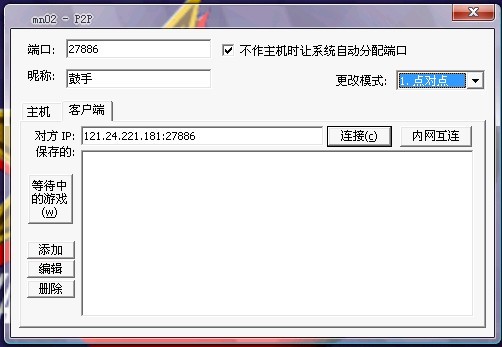 mn02 - P2P
端口: 27886 不作主机时让系统自动分配端口
昵称: 鼓手 更改模式: 1. 点对点
主机 客户端
对方 IP: 121.24.221.181:27886 连接(c) 内网互连
保存的:
等待中
的游戏
(w)
添加
编辑
删除